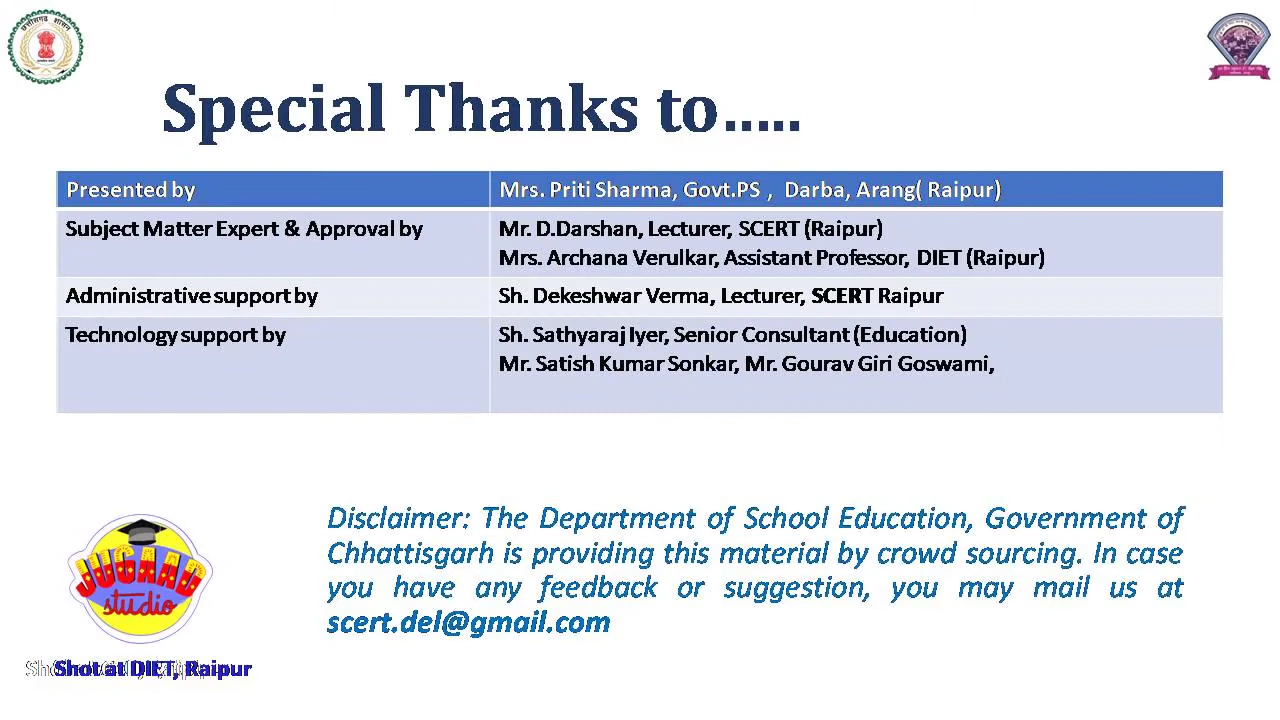 छत्तीसगढ़ शासन
Special Thanks to.....
Presented by
Mrs. Priti Sharma, Govt.PS , Darba, Arang( Raipur)
Subject Matter Expert & Approval by
Mr. D.Darshan, Lecturer, SCERT (Raipur)
Mrs. Archana Verulkar, Assistant Professor, DIET (Raipur)
Administrative support by
Sh. Dekeshwar Verma, Lecturer, SCERT Raipur
Technology support by
Sh. Sathyaraj Iyer, Senior Consultant (Education)
Mr. Satish Kumar Sonkar, Mr. Gourav Giri Goswami,
Disclaimer: The Department of School Education, Government of
Chhattisgarh is providing this material by crowd sourcing. In case
you have any feedback or suggestion, you may mail us at
scert.del@gmail.com
JUGAAD
studio
Shot at DIET, Raipur